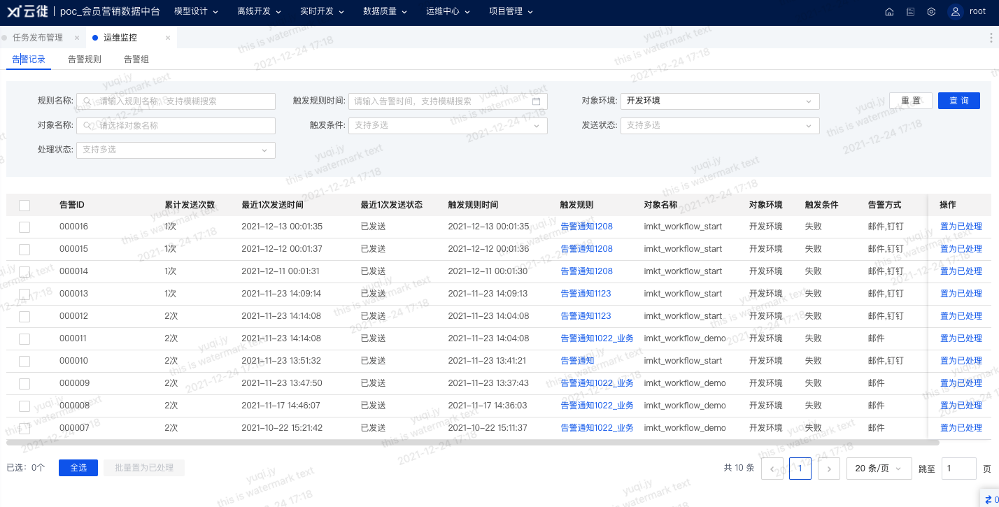 云徙 poc_会员营销数据中台 模型设计 离线开发 实时开发 数据质量 运维中心 项目管理 root
任务发布管理 运维监控
告警记录 告警规则 告警组
规则名称: 请输入规则名称，支持模糊搜索 触发规则时间: 请输入告警时间，支持模糊搜索 对象环境: 开发环境 重 置 查 询
对象名称: 请选择对象名称 触发条件: 支持多选 发送状态: 支持多选
处理状态: 支持多选
告警ID 累计发送次数 最近1次发送时间 最近1次发送状态 触发规则时间 触发规则 对象名称 对象环境 触发条件 告警方式 操作
000016 1次 2021-12-13 00:01:35 已发送 2021-12-13 00:01:35 告警通知1208 imkt_workflow_start 开发环境 失败 邮件,钉钉 置为已处理
000015 1次 2021-12-12 00:01:37 已发送 2021-12-12 00:01:36 告警通知1208 imkt_workflow_start 开发环境 失败 邮件,钉钉 置为已处理
000014 1次 2021-12-11 00:01:31 已发送 2021-12-11 00:01:30 告警通知1208 imkt_workflow_start 开发环境 失败 邮件,钉钉 置为已处理
000013 1次 2021-11-23 14:09:14 已发送 2021-11-23 14:09:13 告警通知1123 imkt_workflow_start 开发环境 失败 邮件,钉钉 置为已处理
000012 2次 2021-11-23 14:14:08 已发送 2021-11-23 14:04:08 告警通知1123 imkt_workflow_start 开发环境 失败 邮件,钉钉 置为已处理
000011 2次 2021-11-23 14:14:08 已发送 2021-11-23 14:04:08 告警通知1022_业务 imkt_workflow_demo 开发环境 失败 邮件 置为已处理
000010 2次 2021-11-23 13:51:32 已发送 2021-11-23 13:41:21 告警通知 imkt_workflow_start 开发环境 失败 邮件,钉钉 置为已处理
000009 2次 2021-11-23 13:47:50 已发送 2021-11-23 13:37:43 告警通知1022_业务 imkt_workflow_demo 开发环境 失败 邮件 置为已处理
000008 2次 2021-11-17 14:46:07 已发送 2021-11-17 14:36:03 告警通知1022_业务 imkt_workflow_demo 开发环境 失败 邮件 置为已处理
000007 2次 2021-10-22 15:21:42 已发送 2021-10-22 15:11:37 告警通知1022_业务 imkt_workflow_demo 开发环境 失败 邮件 置为已处理
已选: 0个 全选 批量置为已处理 共 10 条 1 20 条/页 跳至 1 页
yuqi.jy
this is watermark text
2021-12-24 17:18